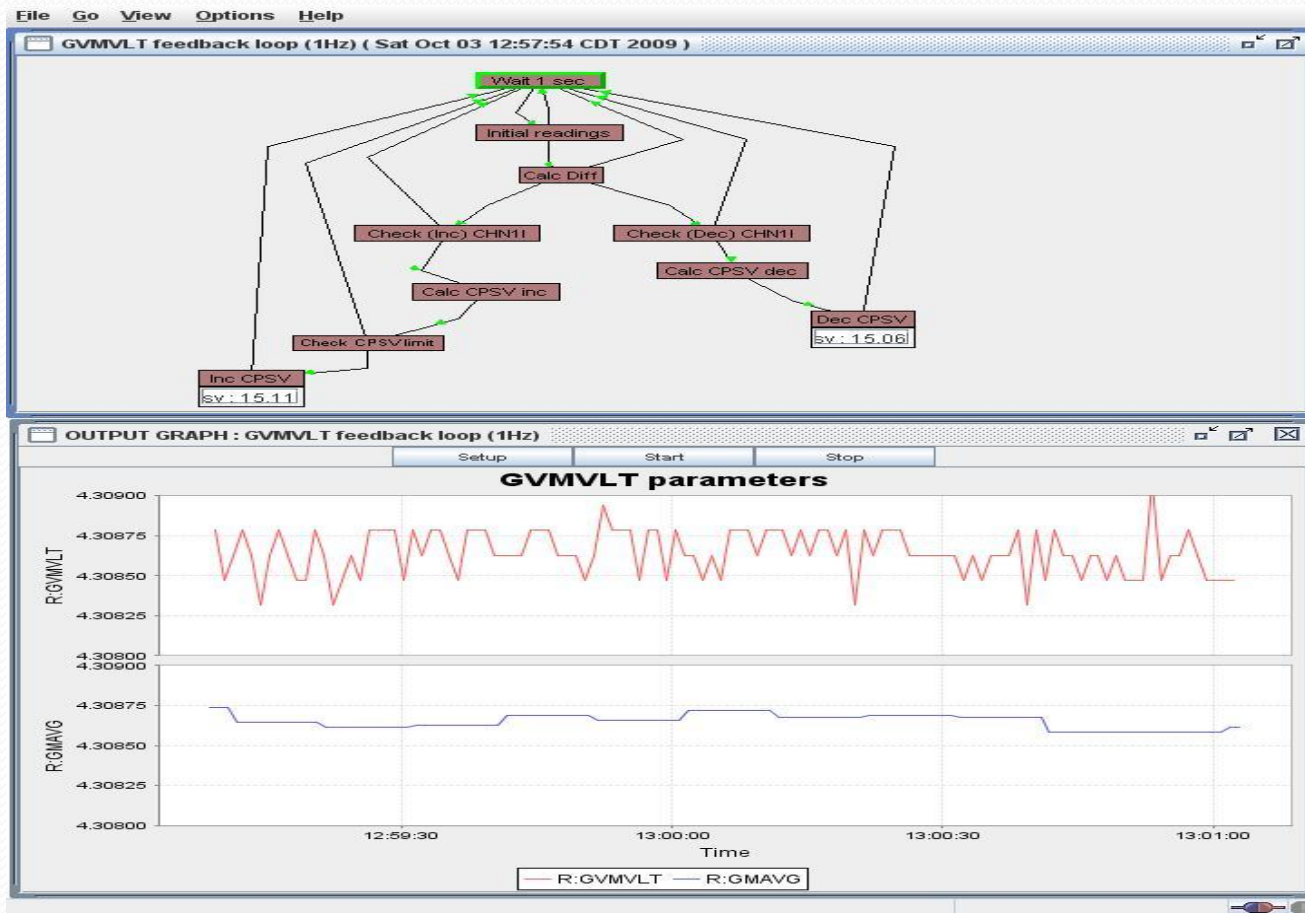 File Go View Options Help
GVMVLT feedback loop (1Hz) ( Sat Oct 03 12:57:54 CDT 2009 )
Wait 1 sec
Initial readings
Calc Diff
Check (Inc) CHN1I
Check (Dec) CHN1I
Calc CPSV dec
Calc CPSV inc
Dec CPSV
sv : 15.06
Check CPSV limit
Inc CPSV
sv : 15.11
OUTPUT GRAPH : GVMVLT feedback loop (1Hz)
Setup Start Stop
GVMVLT parameters
4.30900
4.30875
4.30850
4.30825
4.30800
R:GVMVLT
4.30900
4.30875
4.30850
4.30825
4.30800
R:GMAVG
12:59:30 13:00:00 13:00:30 13:01:00
Time
R:GVMVLT R:GMAVG